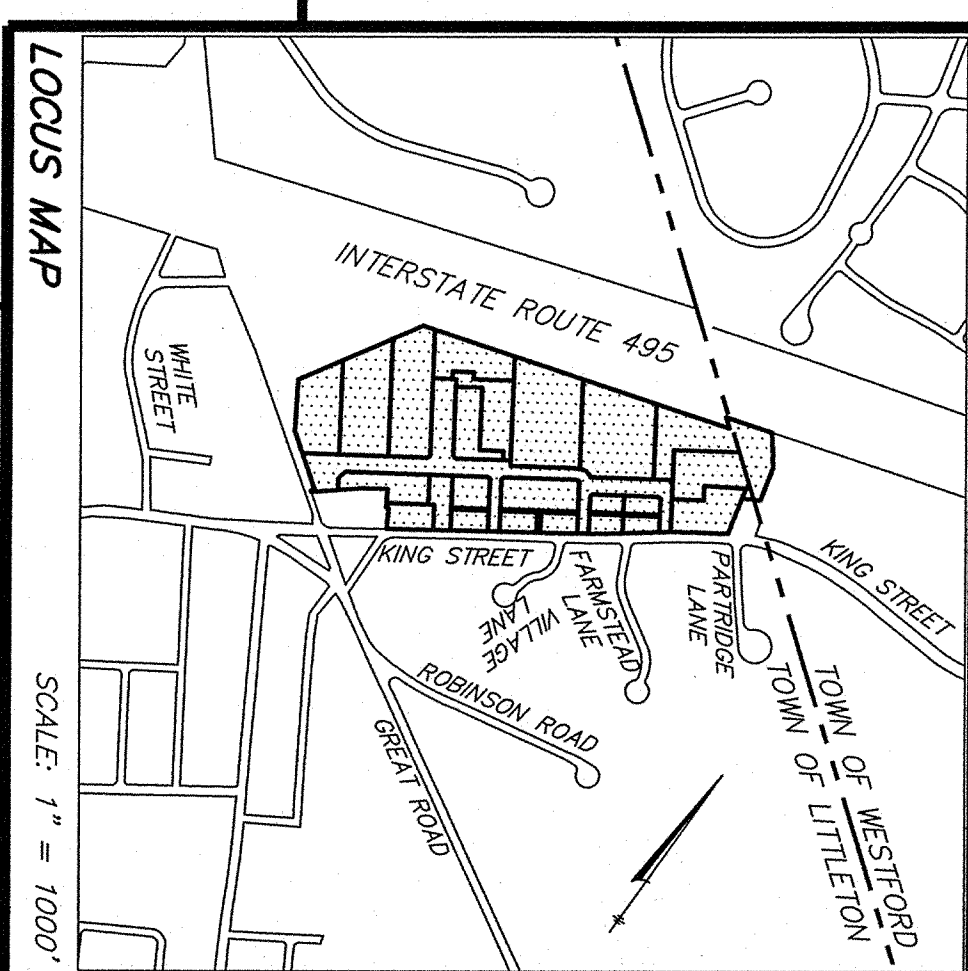 LOCUS MAP
SCALE: 1" = 1000'
INTERSTATE ROUTE 495
WHITE
STREET
KING STREET
VILLAGE
LANE
FARMSTEAD
LANE
PARTRIDGE
LANE
KING STREET
ROBINSON ROAD
GREAT ROAD
TOWN OF WESTFORD
TOWN OF LITTLETON